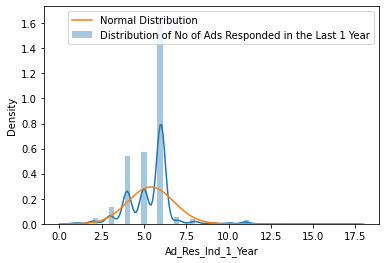 Normal Distribution
Distribution of No of Ads Responded in the Last 1 Year
1.6
1.4
1.2
1.0
0.8
0.6
0.4
0.2
0.0
Density
0.0 2.5 5.0 7.5 10.0 12.5 15.0 17.5
Ad_Res_Ind_1_Year